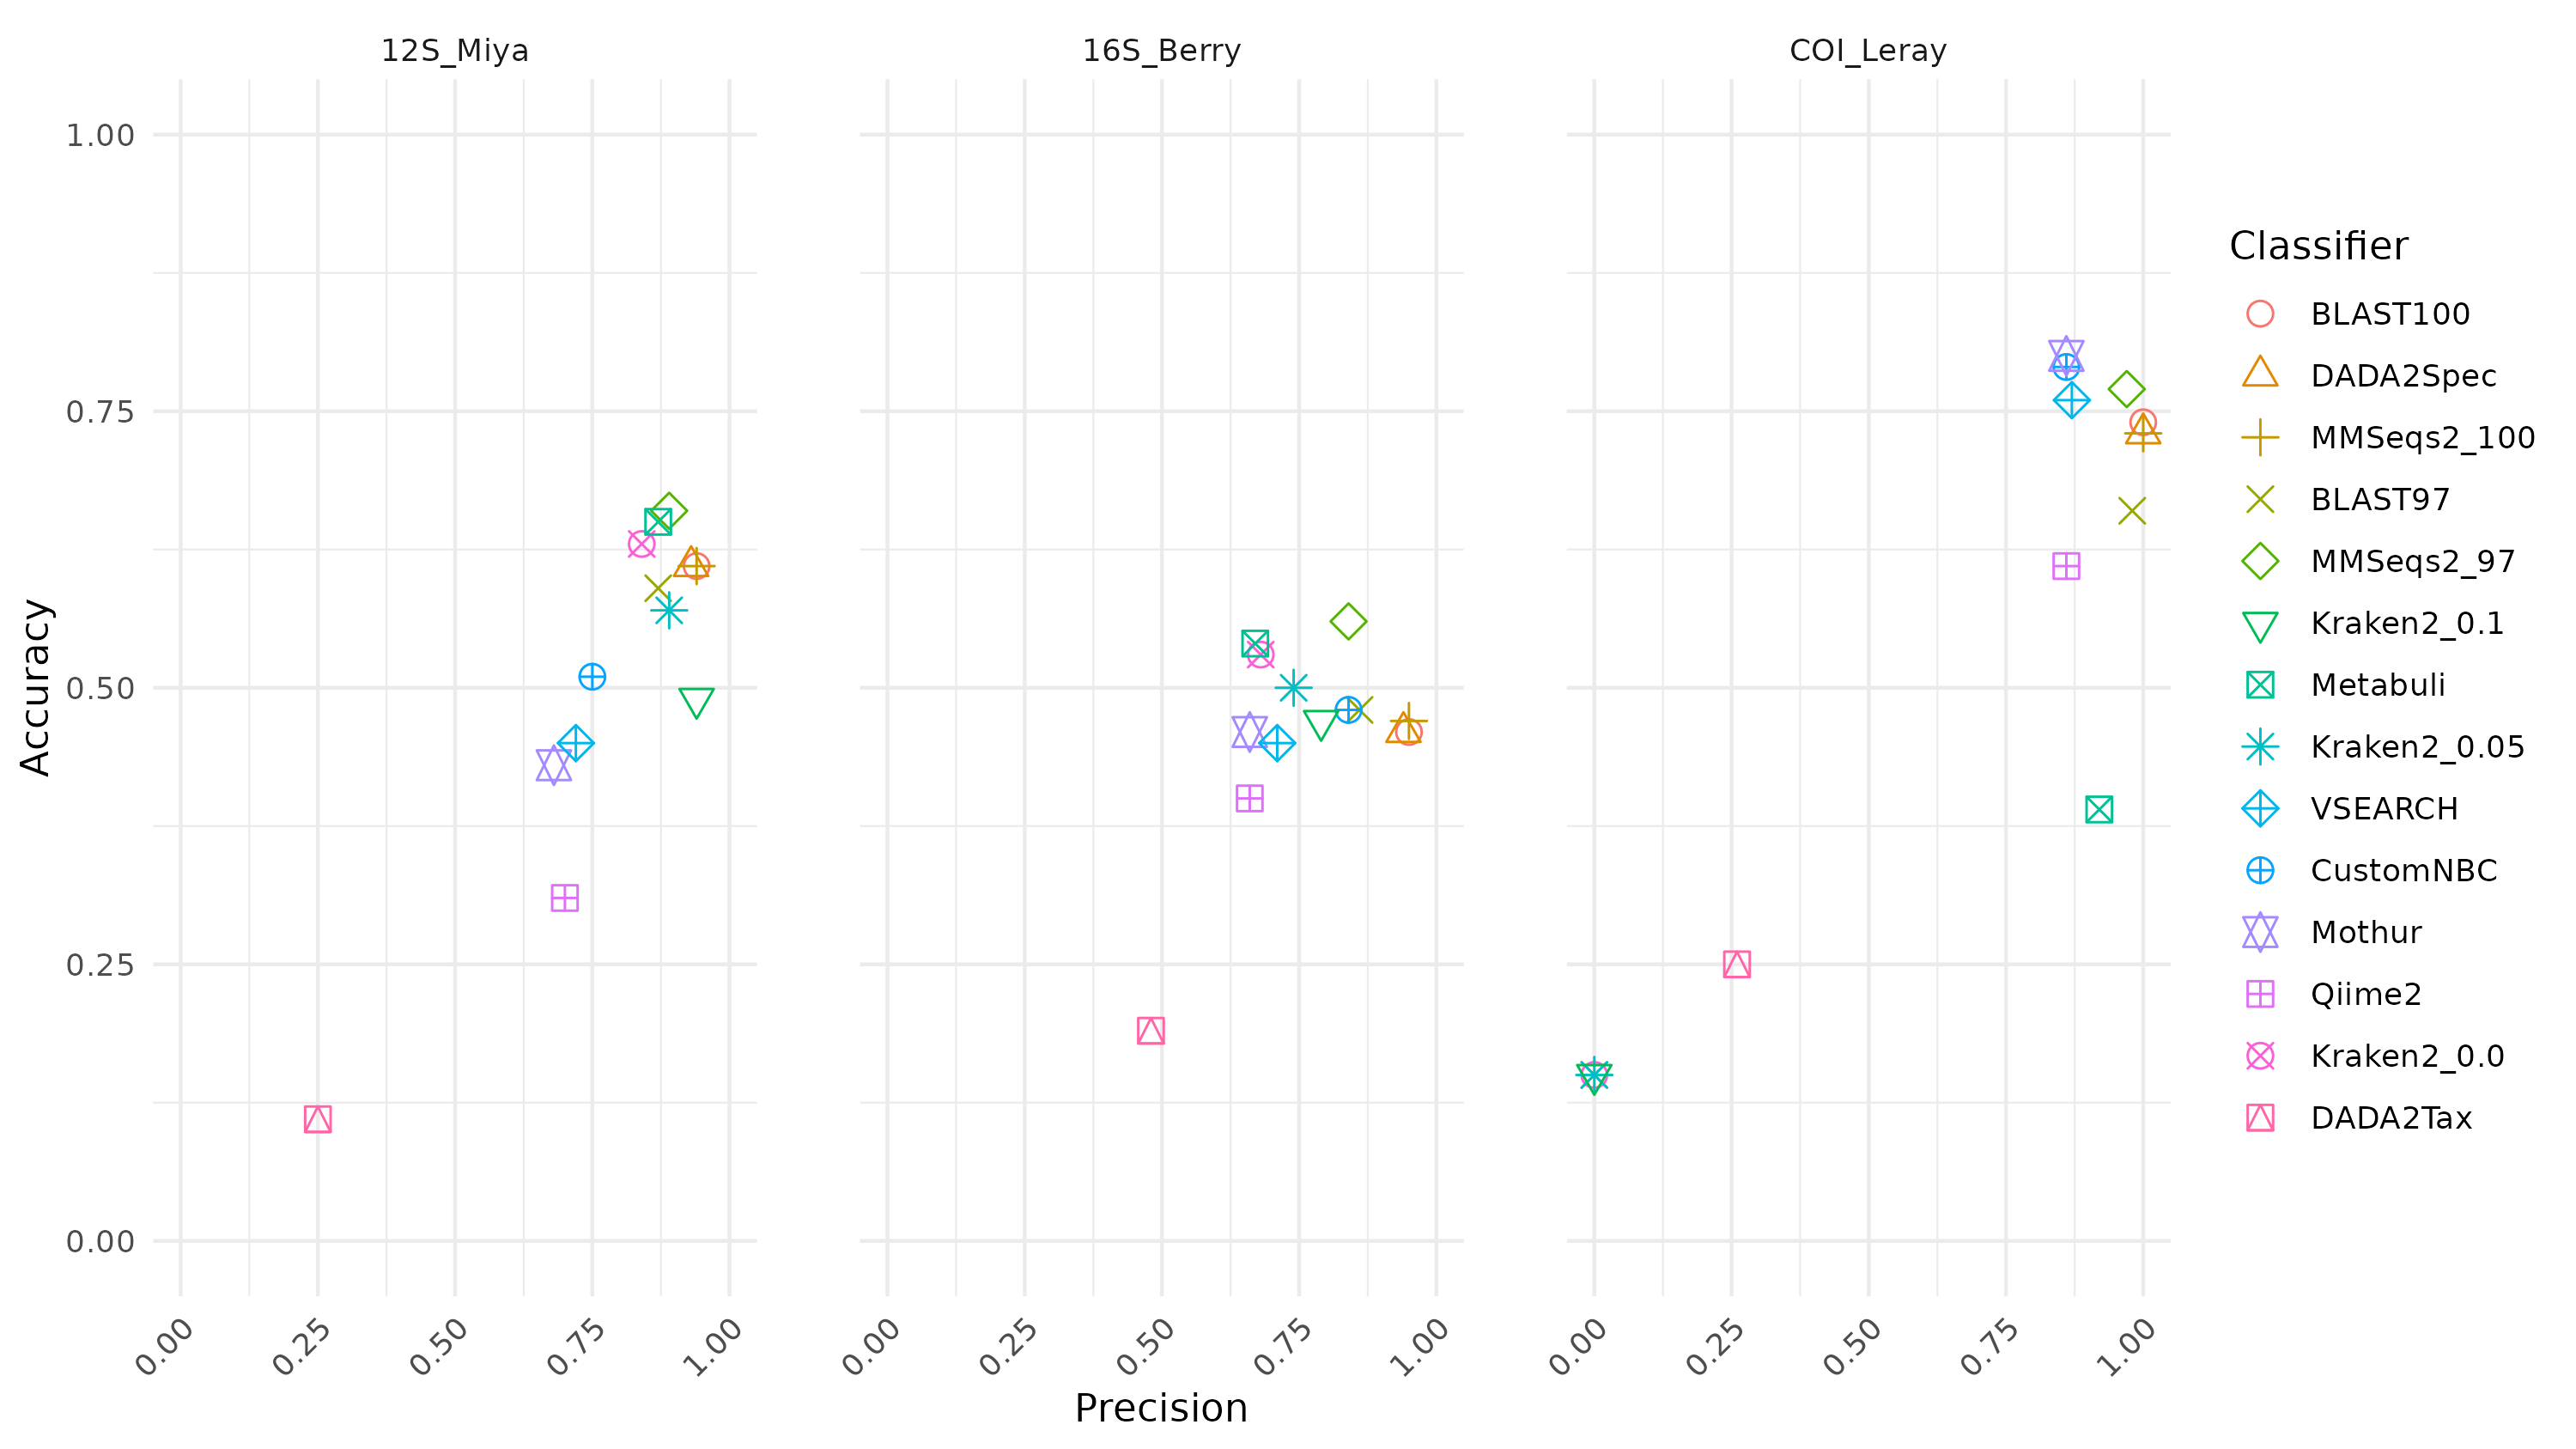 12S_Miya
16S_Berry
COI_Leray
1.00
0.75
0.50
0.25
0.00
Accuracy
0.00
0.25
0.50
0.75
1.00
0.00
0.25
0.50
0.75
1.00
0.00
0.25
0.50
0.75
1.00
Precision
Classifier
BLAST100
DADA2Spec
MMSeqs2_100
BLAST97
MMSeqs2_97
Kraken2_0.1
Metabuli
Kraken2_0.05
VSEARCH
CustomNBC
Mothur
Qiime2
Kraken2_0.0
DADA2Tax